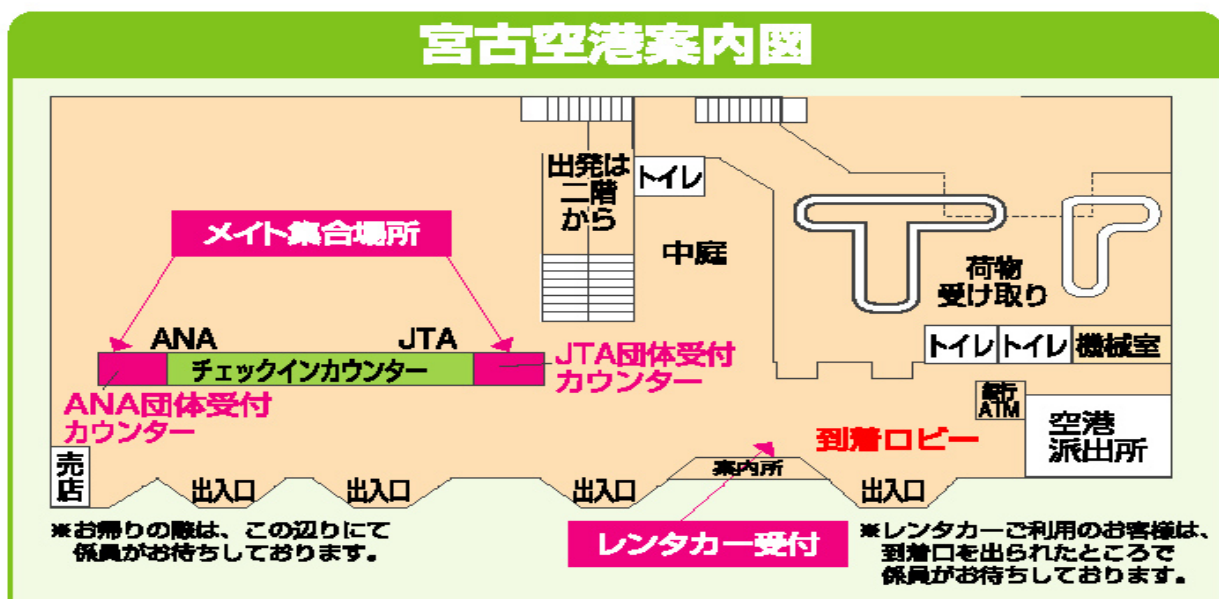 宮古空港案内図
出発は
二階
から
トイレ
中庭
荷物
受け取り
メイト集合場所
ANA
JTA
チェックインカウンター
JTA団体受付
カウンター
ANA団体受付
カウンター
トイレ
トイレ
機械室
銀行
ATM
空港
派出所
到着ロビー
案内所
売店
出入口
出入口
出入口
出入口
レンタカー受付
※お帰りの際は、この辺りにて
係員がお待ちしております。
※レンタカーご利用のお客様は、
到着口を出られたところで
係員がお待ちしております。